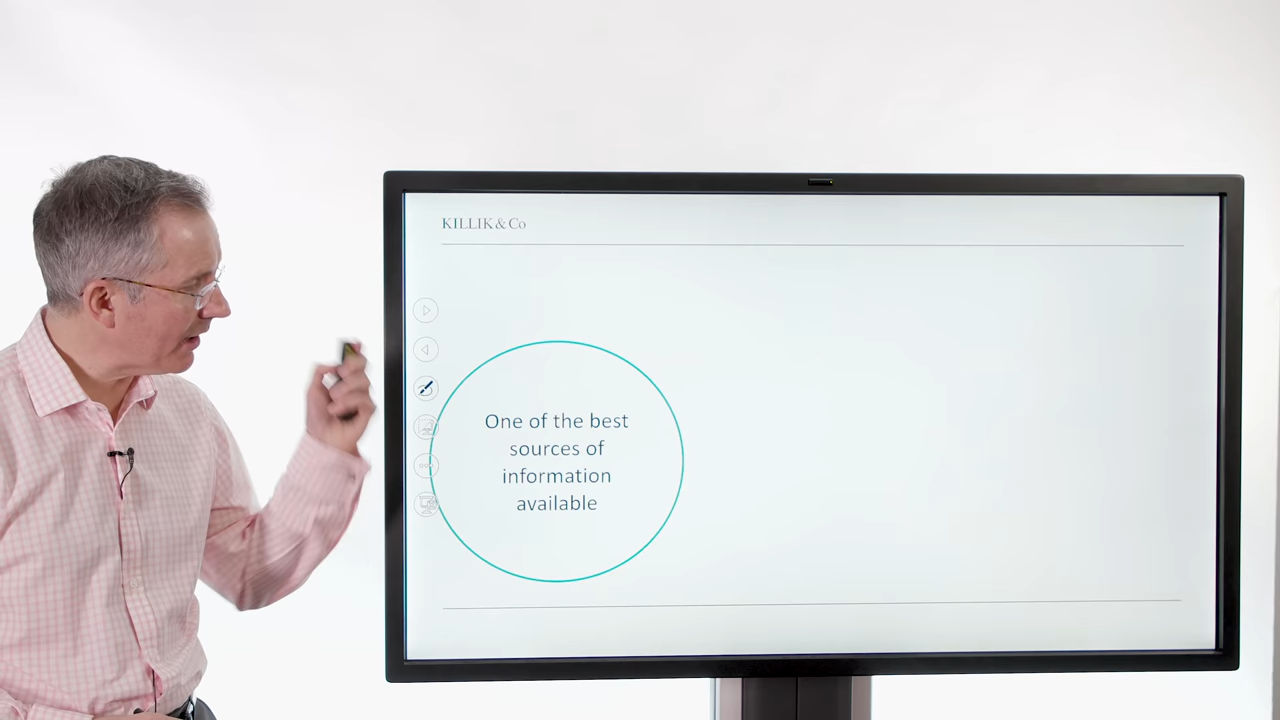 KILLIK & Co
One of the best
sources of
information
available